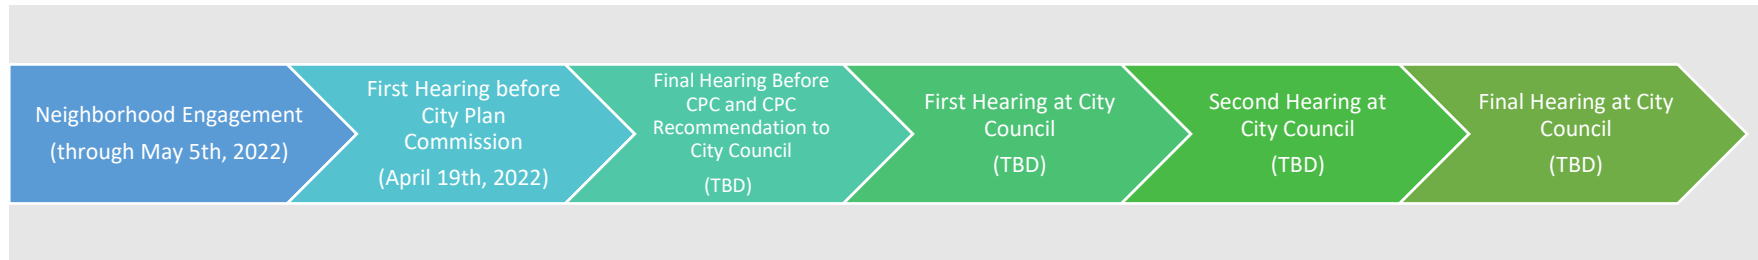 Neighborhood Engagement
(through May 5th, 2022)
First Hearing before
City Plan
Commission
(April 19th, 2022)
Final Hearing Before
CPC and CPC
Recommendation to
City Council
(TBD)
First Hearing at City
Council
(TBD)
Second Hearing at
City Council
(TBD)
Final Hearing at City
Council
(TBD)